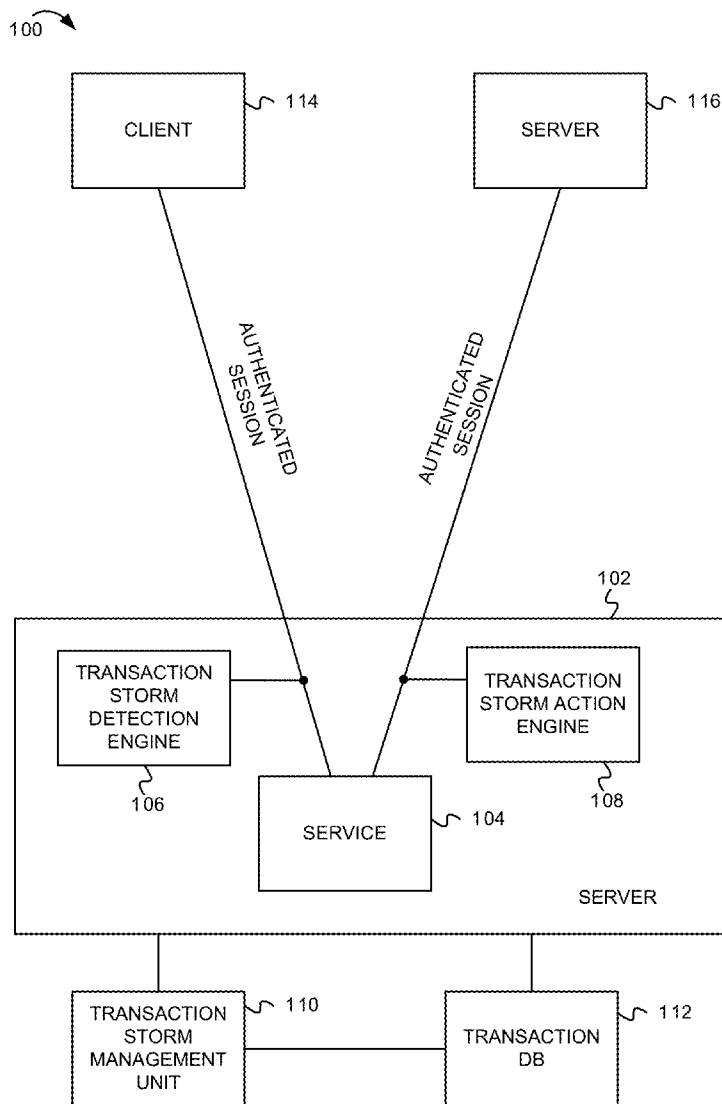 100
CLIENT
114
SERVER
116
AUTHENTICATED
SESSION
AUTHENTICATED
SESSION
102
TRANSACTION
STORM
DETECTION
ENGINE
106
TRANSACTION
STORM ACTION
ENGINE
108
SERVICE
104
SERVER
TRANSACTION
STORM
MANAGEMENT
UNIT
110
TRANSACTION
DB
112